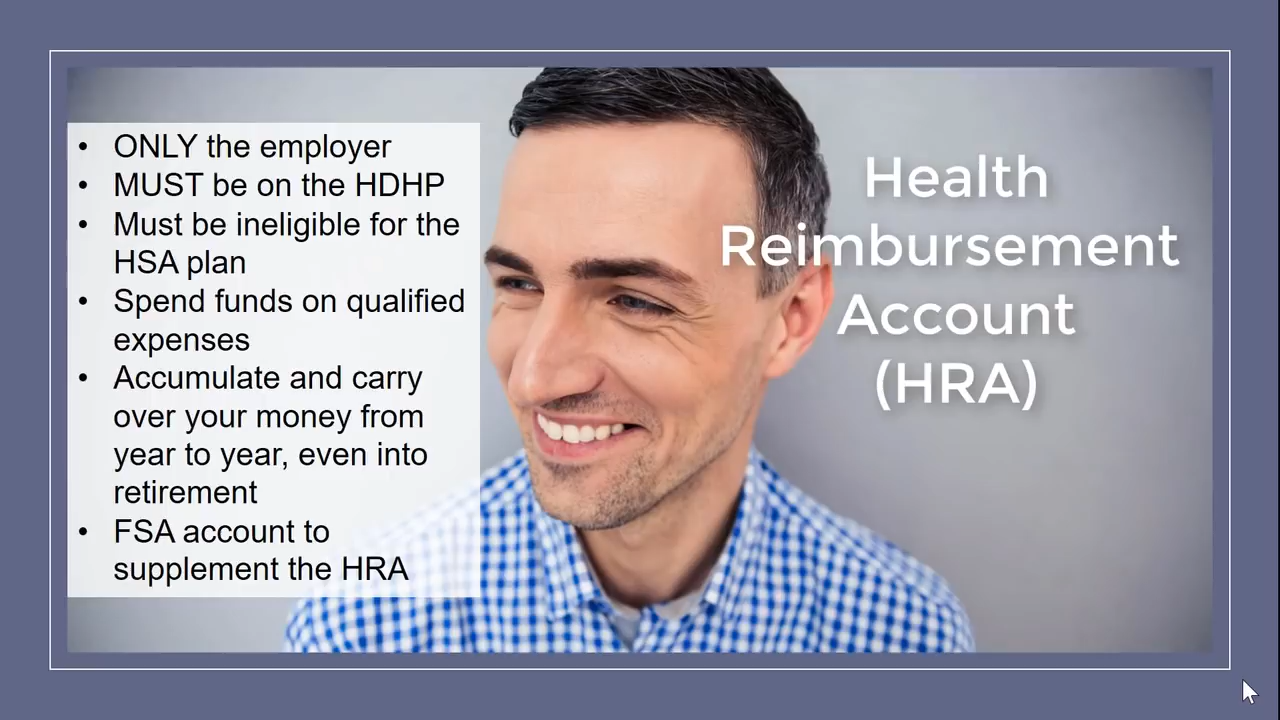 • ONLY the employer
• MUST be on the HDHP
• Must be ineligible for the
HSA plan
• Spend funds on qualified
expenses
• Accumulate and carry
over your money from
year to year, even into
retirement
• FSA account to
supplement the HRA
Health
Reimbursement
Account
(HRA)